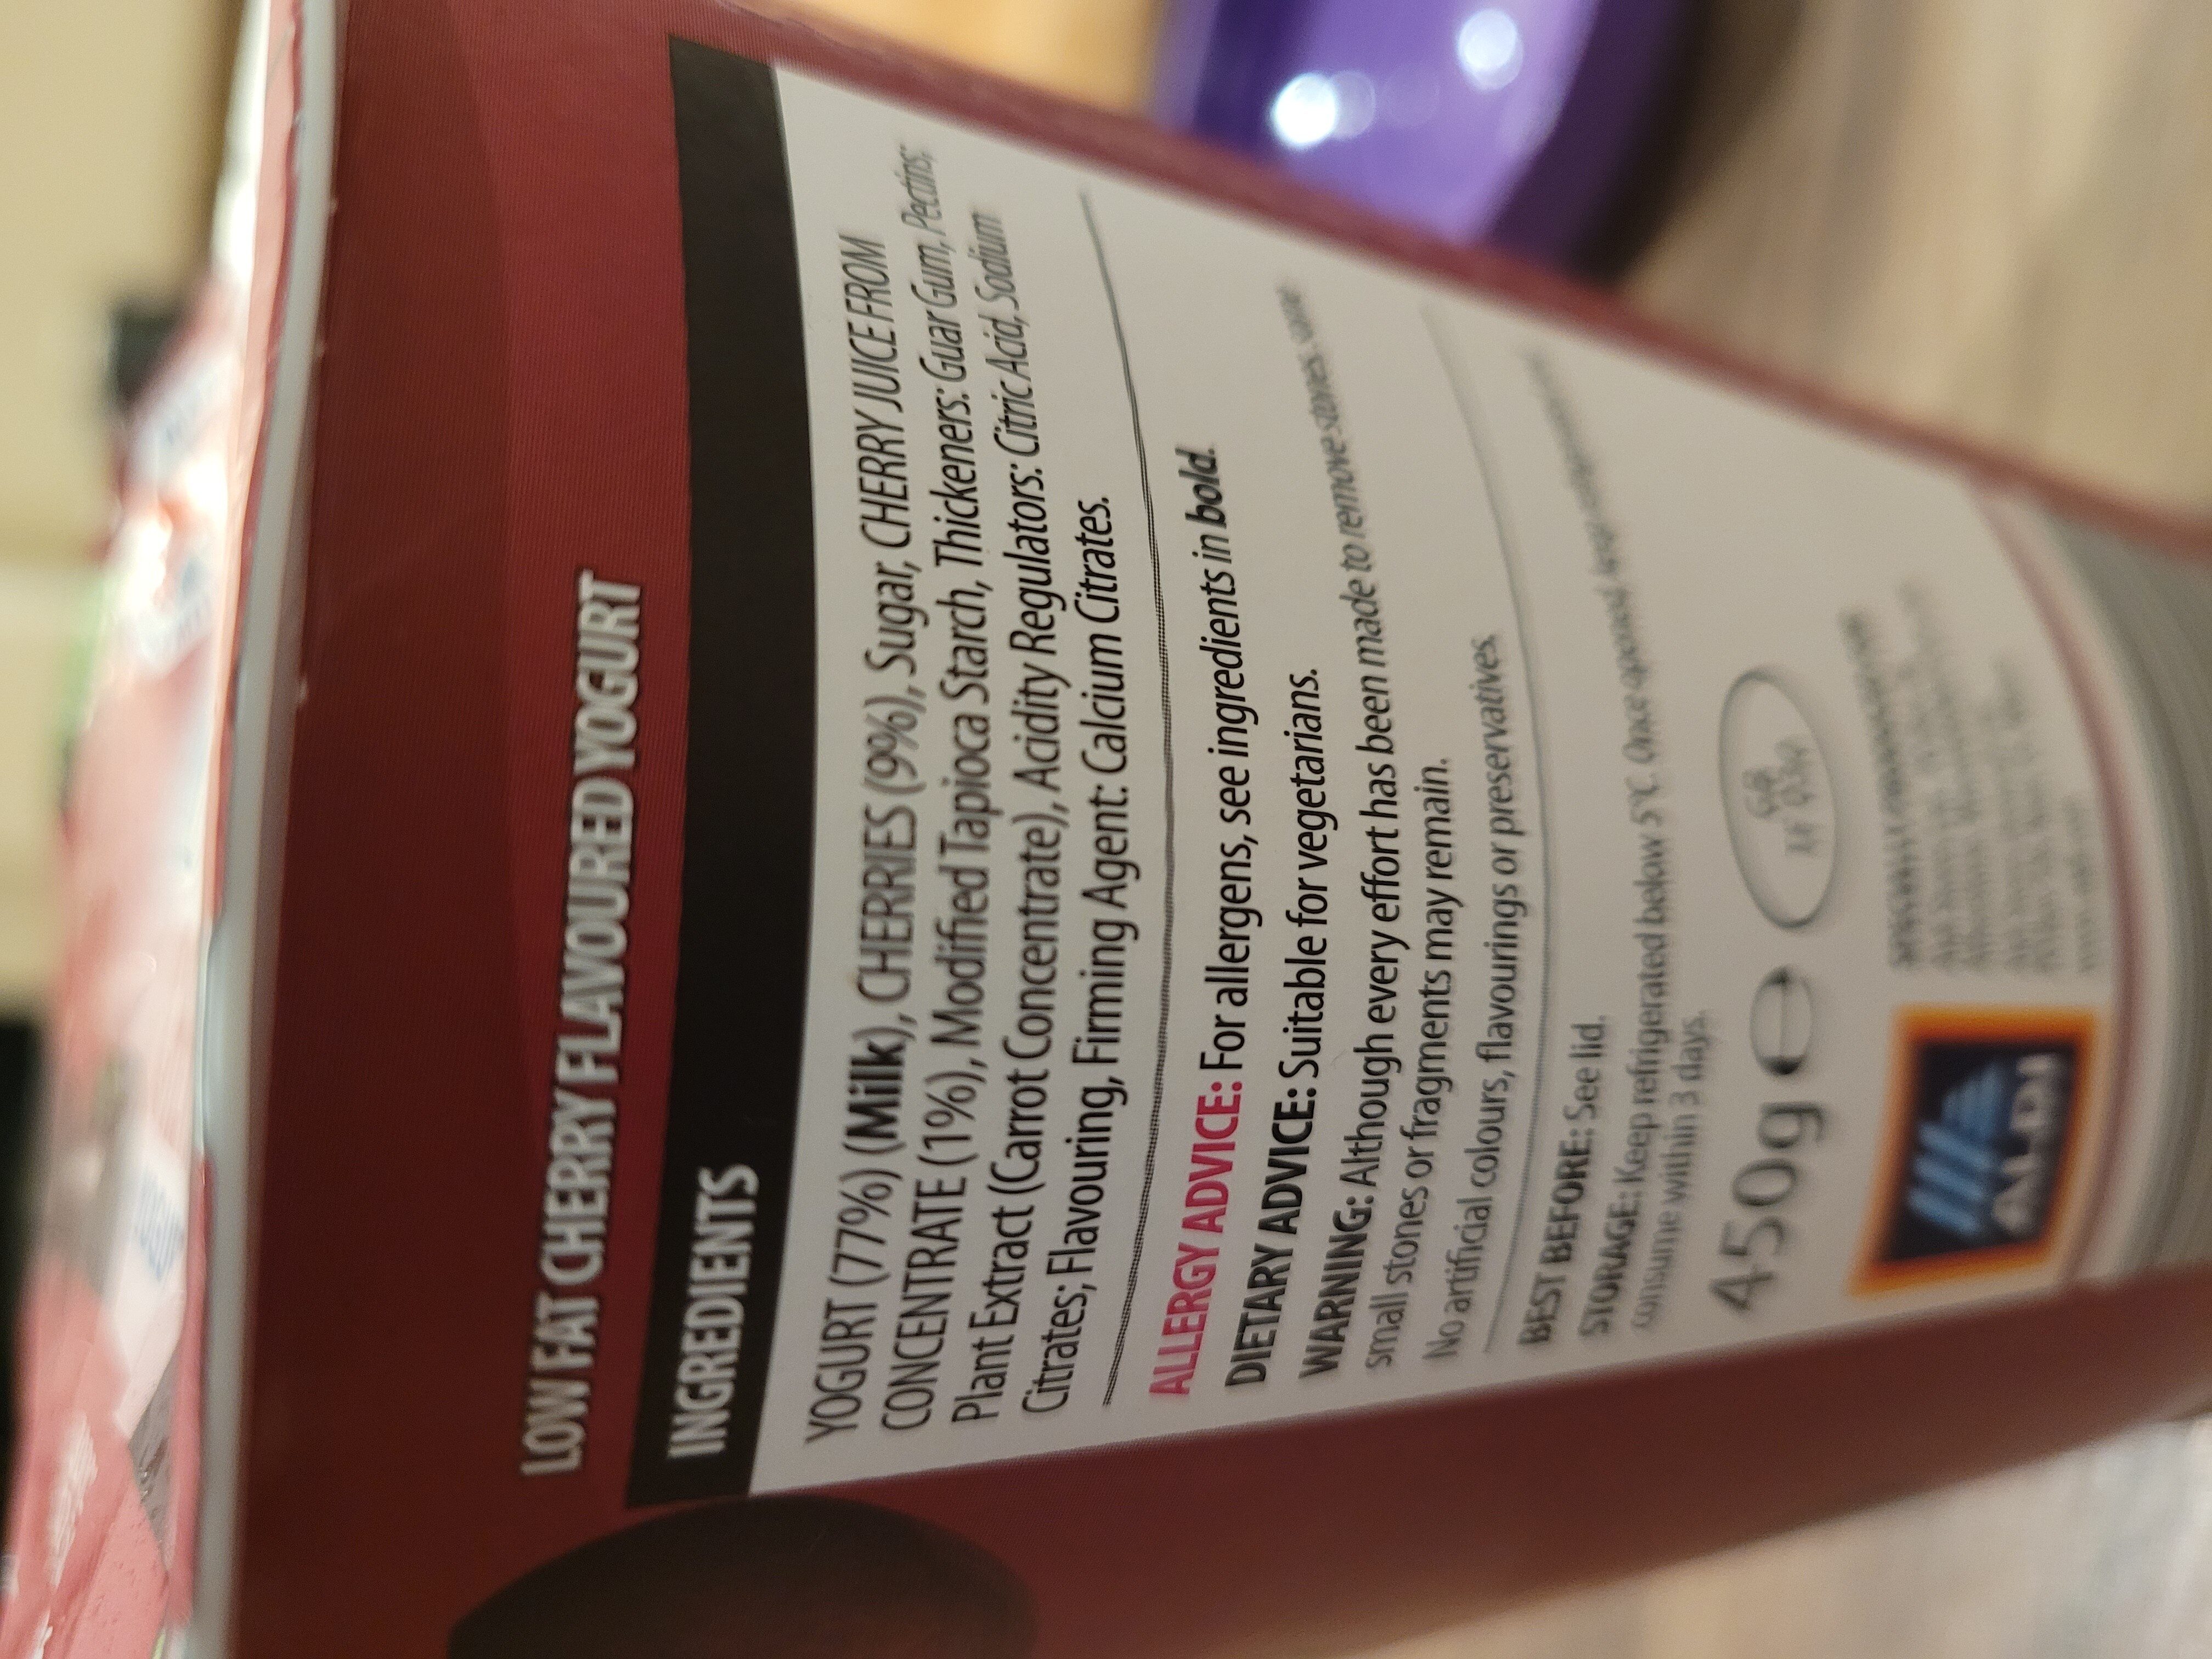 LOW FAT CHERRY FLAVOURED YOGURT
INGREDIENTS
YOGURT (77%) (Milk), CHERRIES (9%), Sugar, CHERRY JUICE FROM
CONCENTRATE (1%), Modified Tapioca Starch, Thickeners: Guar Gum, Pectins;
Plant Extract (Carrot Concentrate), Acidity Regulators: Citric Acid, Sodium
Citrates; Flavouring, Firming Agent: Calcium Citrates.
ALLERGY ADVICE: For allergens, see ingredients in bold.
DIETARY ADVICE: Suitable for vegetarians.
WARNING: Although every effort has been made to remove stones, some
small stones or fragments may remain.
No artificial colours, flavourings or preservatives.
BEST BEFORE: See lid.
STORAGE: Keep refrigerated below 5°C. Once opened, keep refrigerated and
consume within 3 days.
450g e
GB
ALDI